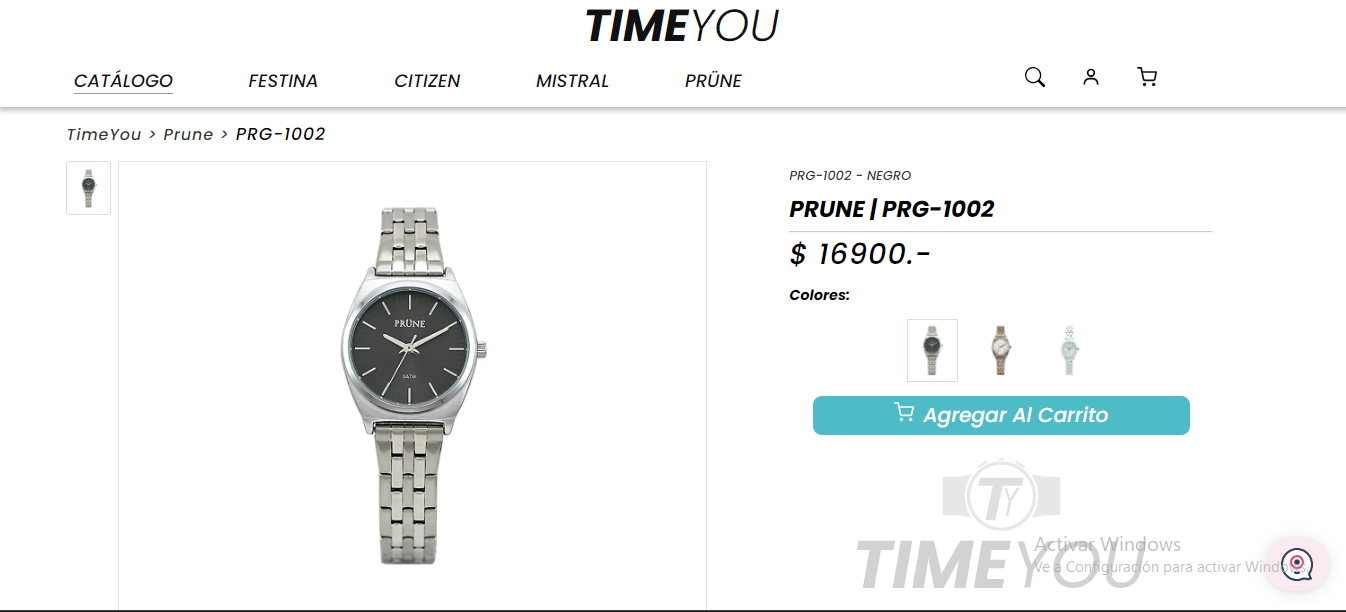 TIMEYOU
CATÁLOGO FESTINA CITIZEN MISTRAL PRÜNE
TimeYou > Prune > PRG-1002
PRG-1002 - NEGRO
PRUNE | PRG-1002
$ 16900.-
Colores:
PRÜNE
5ATM
Agregar Al Carrito
TY
TIMEYOU
Activar Windows
Ve a Configuración para activar Windows.